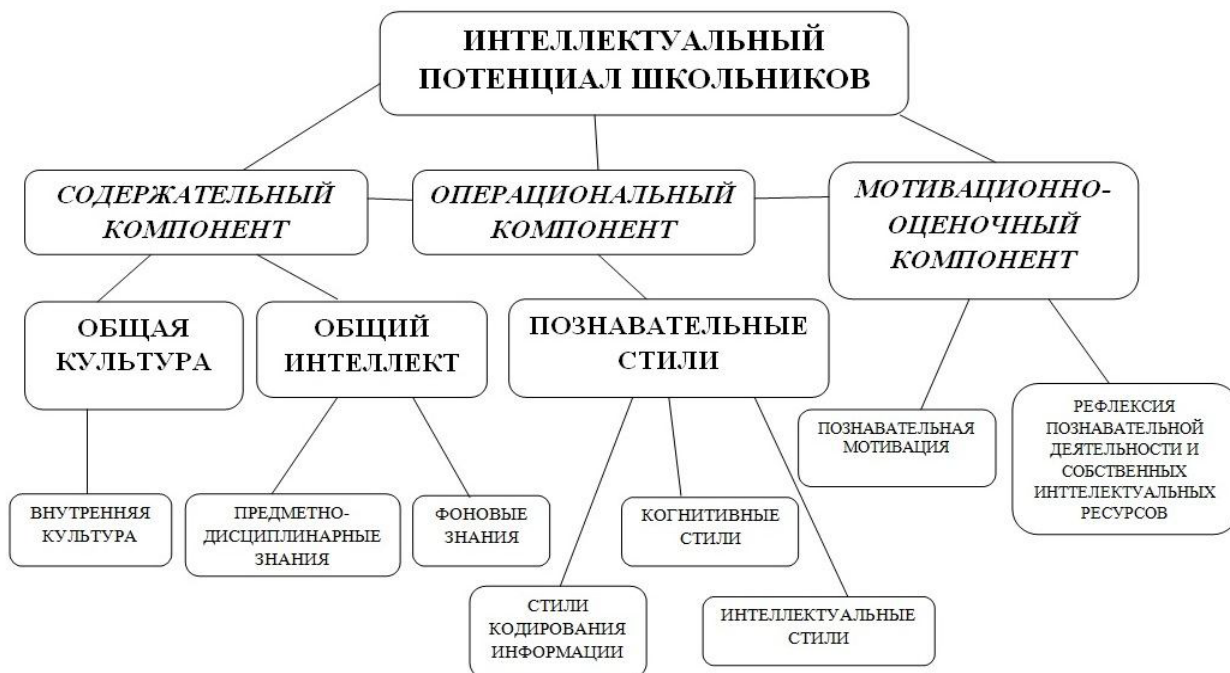 ИНТЕЛЛЕКТУАЛЬНЫЙ
ПОТЕНЦИАЛ ШКОЛЬНИКОВ
СОДЕРЖАТЕЛЬНЫЙ
КОМПОНЕНТ
ОПЕРАЦИОНАЛЬНЫЙ
КОМПОНЕНТ
МОТИВАЦИОННО-
ОЦЕНОЧНЫЙ
КОМПОНЕНТ
ОБЩАЯ
КУЛЬТУРА
ОБЩИЙ
ИНТЕЛЛЕКТ
ПОЗНАВАТЕЛЬНЫЕ
СТИЛИ
ПОЗНАВАТЕЛЬНАЯ
МОТИВАЦИЯ
РЕФЛЕКСИЯ
ПОЗНАВАТЕЛЬНОЙ
ДЕЯТЕЛЬНОСТИ И
СОБСТВЕННЫХ
ИНТТЕЛЕКТУАЛЬНЫХ
РЕСУРСОВ
ВНУТРЕННЯЯ
КУЛЬТУРА
ПРЕДМЕТНО-
ДИСЦИПЛИНАРНЫЕ
ЗНАНИЯ
ФОНОВЫЕ
ЗНАНИЯ
КОГНИТИВНЫЕ
СТИЛИ
СТИЛИ
КОДИРОВАНИЯ
ИНФОРМАЦИИ
ИНТЕЛЛЕКТУАЛЬНЫЕ
СТИЛИ